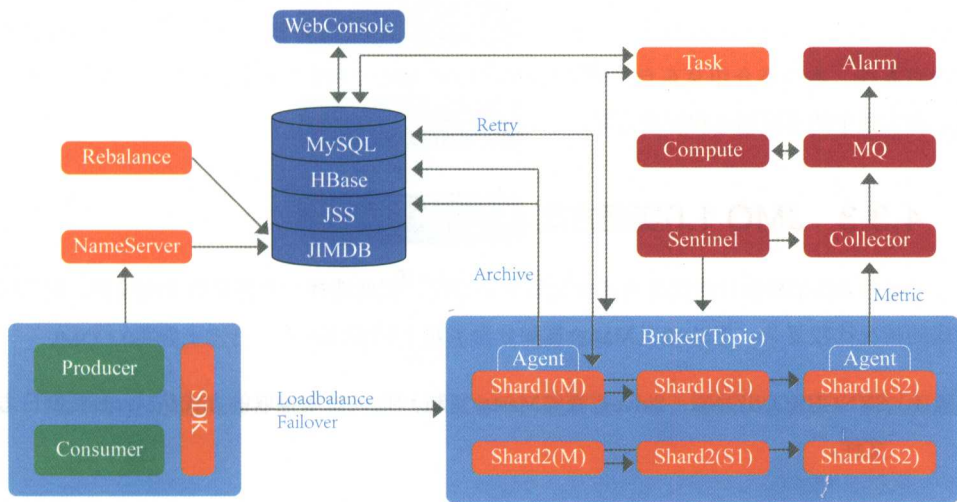 WebConsole
Task
Alarm
MySQL
HBase
JSS
JIMDB
Retry
Rebalance
Compute
MQ
NameServer
Sentinel
Collector
Archive
Metric
Broker(Topic)
Producer
Consumer
SDK
Loadbalance
Failover
Agent
Agent
Shard1(M)
Shard1(S1)
Shard1(S2)
Shard2(M)
Shard2(S1)
Shard2(S2)